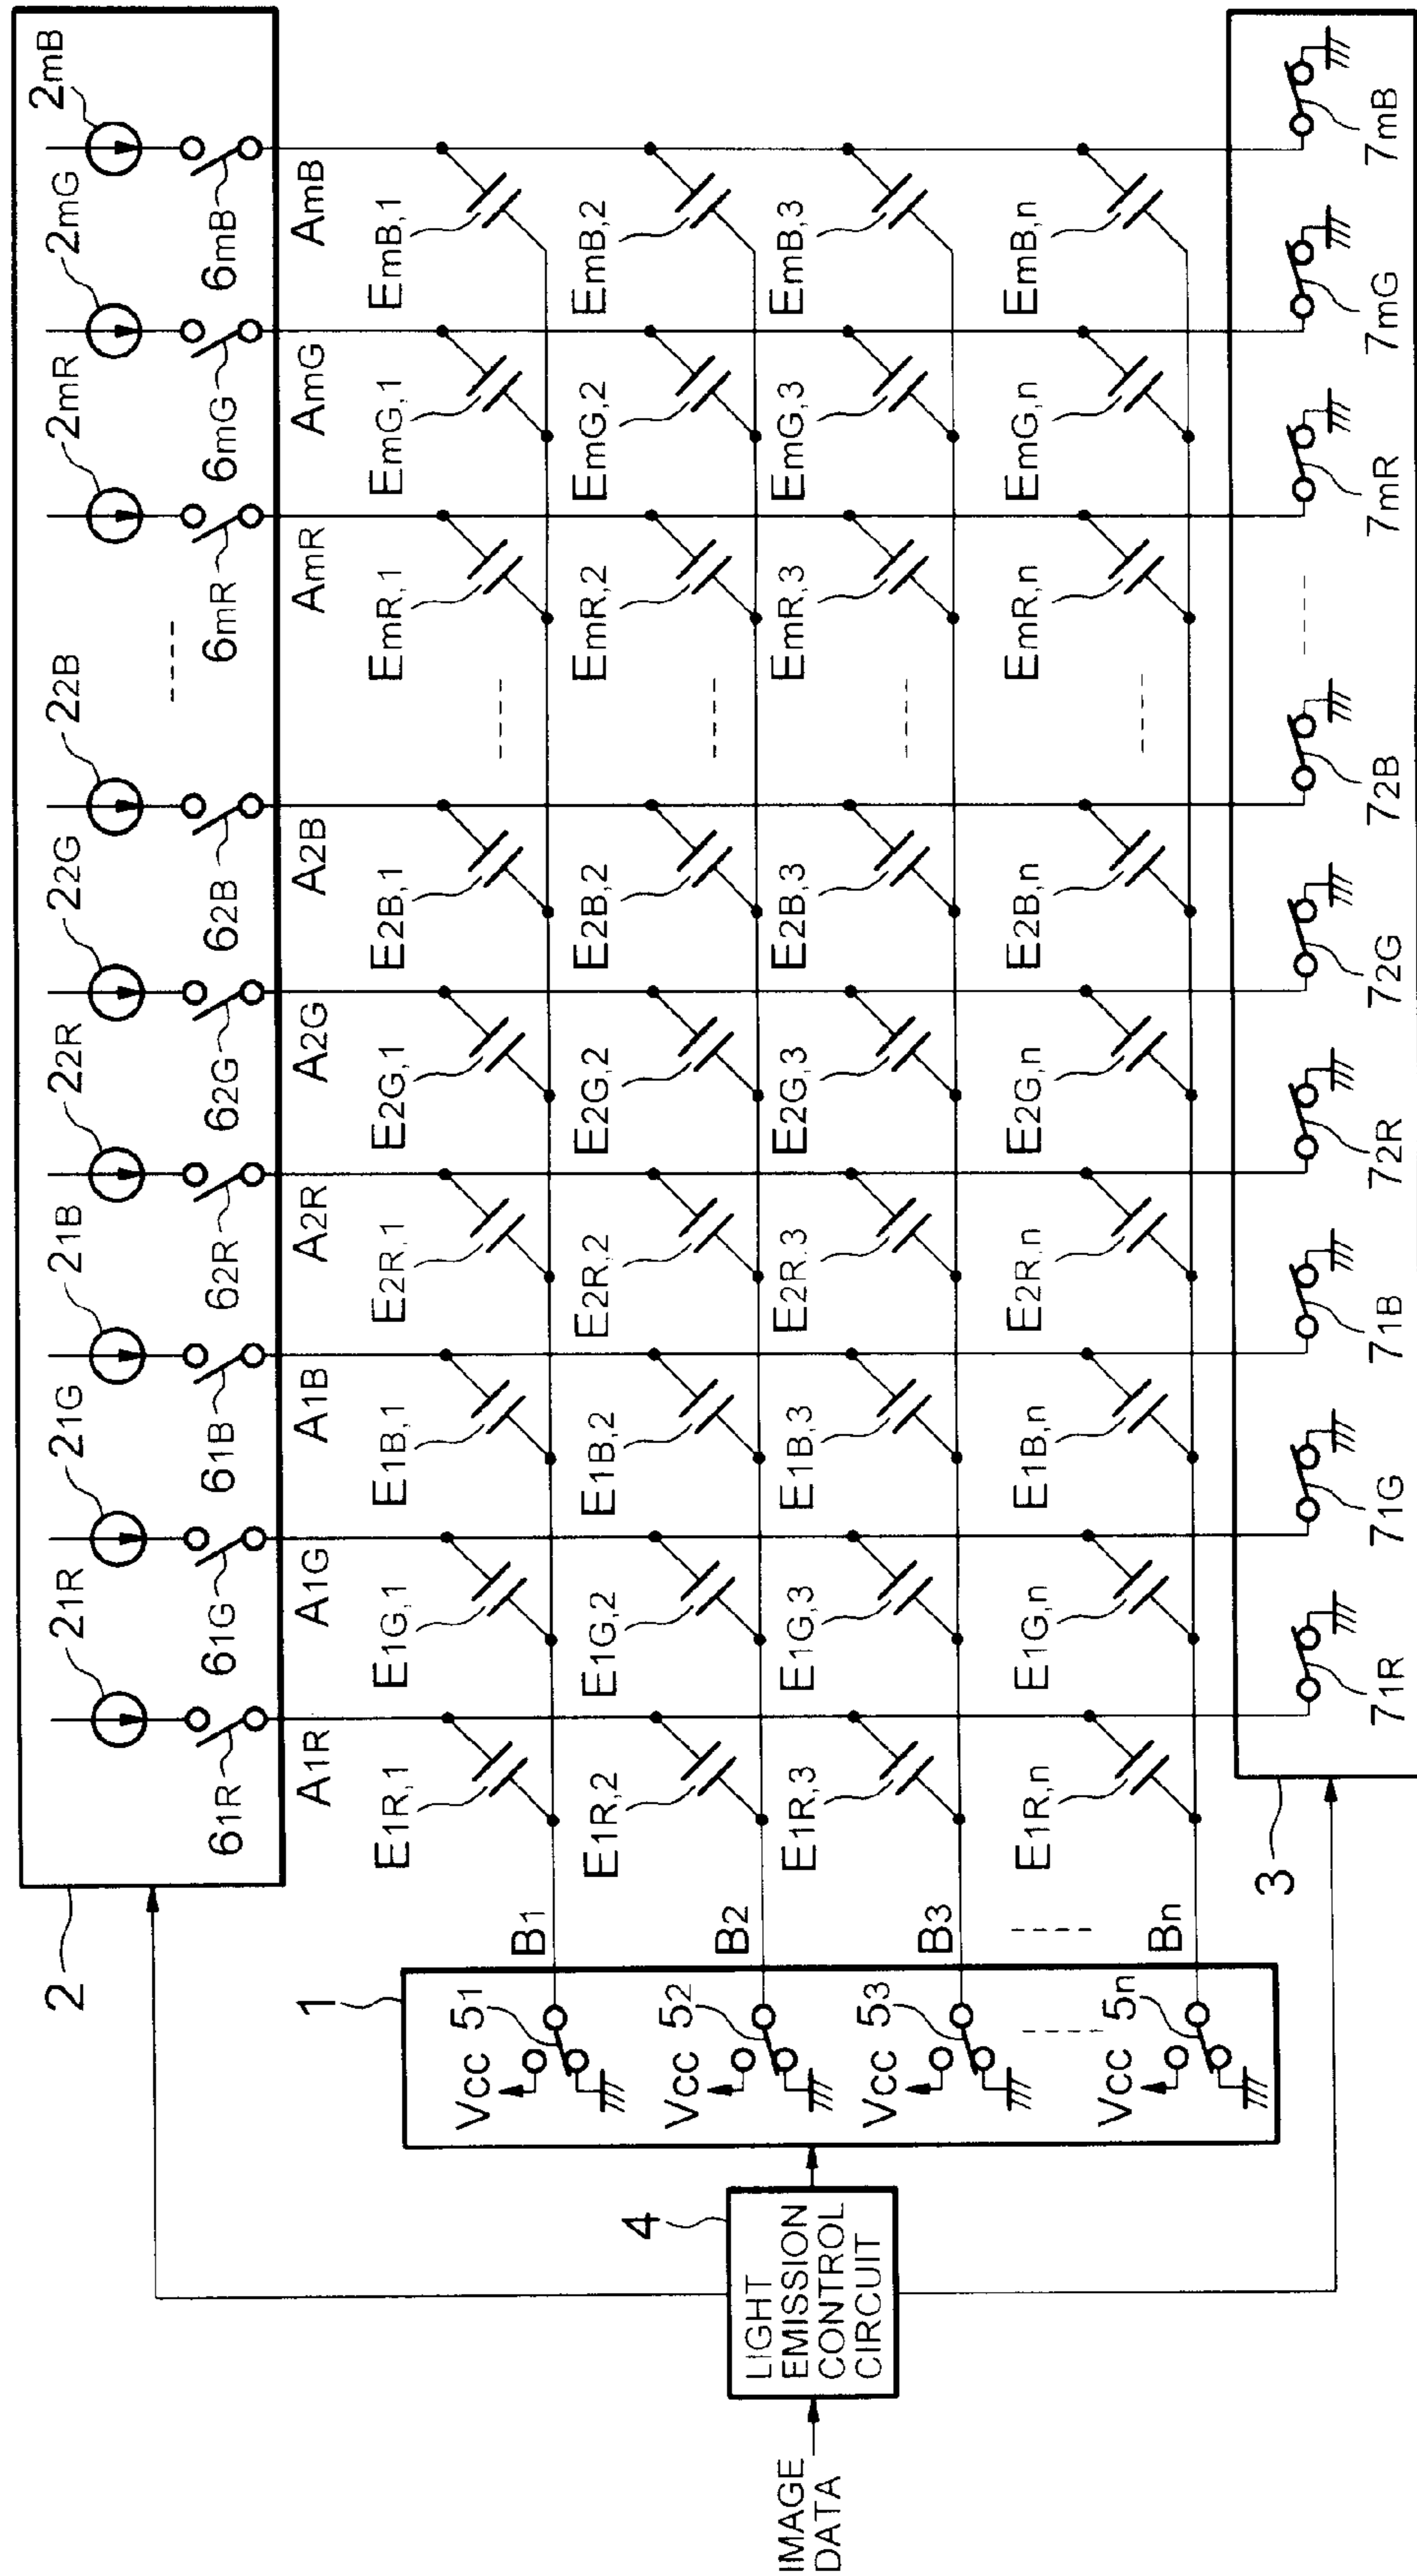 2
21R 21G 21B 22R 22G 22B 2mR 2mG 2mB
61R 61G 61B 62R 62G 62B 6mR 6mG 6mB
A1R A1G A1B A2R A2G A2B AmR AmG AmB
E1R,1 E1G,1 E1B,1 E2R,1 E2G,1 E2B,1 EmR,1 EmG,1 EmB,1
E1R,2 E1G,2 E1B,2 E2R,2 E2G,2 E2B,2 EmR,2 EmG,2 EmB,2
E1R,3 E1G,3 E1B,3 E2R,3 E2G,3 E2B,3 EmR,3 EmG,3 EmB,3
E1R,n E1G,n E1B,n E2R,n E2G,n E2B,n EmR,n EmG,n EmB,n
1
VCC 51 B1
VCC 52 B2
VCC 53 B3
VCC 5n Bn
4
LIGHT
EMISSION
CONTROL
CIRCUIT
IMAGE
DATA
3
71R 71G 71B 72R 72G 72B 7mR 7mG 7mB